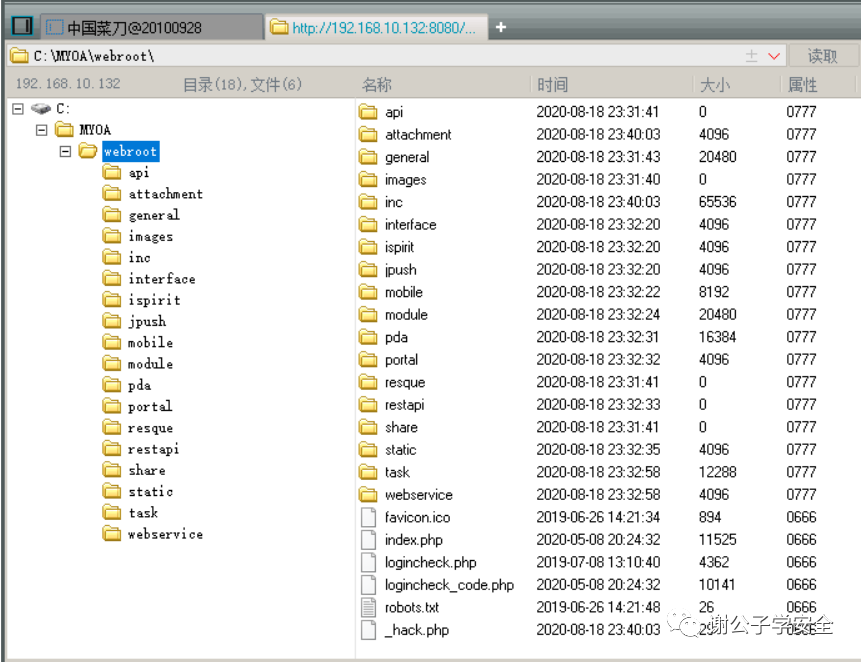 中国菜刀@20100928
http://192.168.10.132:8080/...
C:\MYOA\webroot\
读取
192.168.10.132 目录(18),文件(6)
名称 时间 大小 属性
C:
MYOA
webroot
api
attachment
general
images
inc
interface
ispirit
jpush
mobile
module
pda
portal
resque
restapi
share
static
task
webservice
api 2020-08-18 23:31:41 0 0777
attachment 2020-08-18 23:40:03 4096 0777
general 2020-08-18 23:31:43 20480 0777
images 2020-08-18 23:31:40 0 0777
inc 2020-08-18 23:40:03 65536 0777
interface 2020-08-18 23:32:20 4096 0777
ispirit 2020-08-18 23:32:20 4096 0777
jpush 2020-08-18 23:32:20 4096 0777
mobile 2020-08-18 23:32:22 8192 0777
module 2020-08-18 23:32:24 20480 0777
pda 2020-08-18 23:32:31 16384 0777
portal 2020-08-18 23:32:32 4096 0777
resque 2020-08-18 23:31:41 0 0777
restapi 2020-08-18 23:32:33 0 0777
share 2020-08-18 23:31:41 0 0777
static 2020-08-18 23:32:35 4096 0777
task 2020-08-18 23:32:58 12288 0777
webservice 2020-08-18 23:32:58 4096 0777
favicon.ico 2019-06-26 14:21:34 894 0666
index.php 2020-05-08 20:24:32 11525 0666
logincheck.php 2019-07-08 13:10:40 4362 0666
logincheck_code.php 2020-05-08 20:24:32 10141 0666
robots.txt 2019-06-26 14:21:48 26 0666
_hack.php 2020-08-18 23:40:03
谢公子学安全